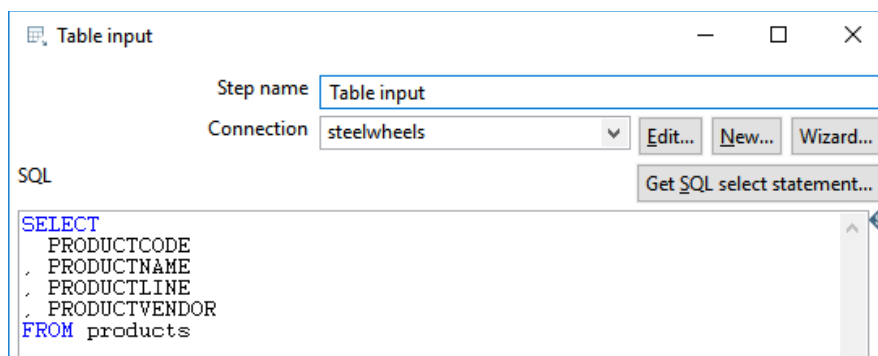 Table input
Step name Table input
Connection steelwheels Edit... New... Wizard...
SQL Get SQL select statement...
SELECT
  PRODUCTCODE
, PRODUCTNAME
, PRODUCTLINE
, PRODUCTVENDOR
FROM products